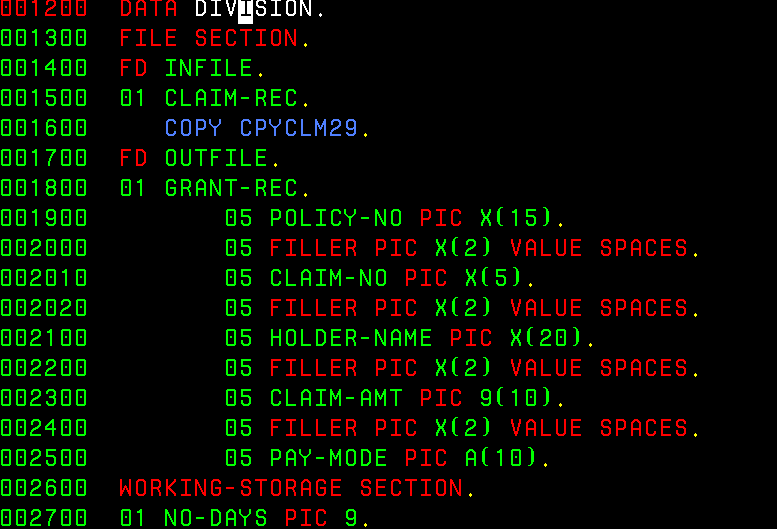 001200  DATA DIVISION.
001300  FILE SECTION.
001400  FD INFILE.
001500  01 CLAIM-REC.
001600     COPY CPYCLM29.
001700  FD OUTFILE.
001800  01 GRANT-REC.
001900         05 POLICY-NO PIC X(15).
002000         05 FILLER PIC X(2) VALUE SPACES.
002010         05 CLAIM-NO PIC X(5).
002020         05 FILLER PIC X(2) VALUE SPACES.
002100         05 HOLDER-NAME PIC X(20).
002200         05 FILLER PIC X(2) VALUE SPACES.
002300         05 CLAIM-AMT PIC 9(10).
002400         05 FILLER PIC X(2) VALUE SPACES.
002500         05 PAY-MODE PIC A(10).
002600  WORKING-STORAGE SECTION.
002700  01 NO-DAYS PIC 9.